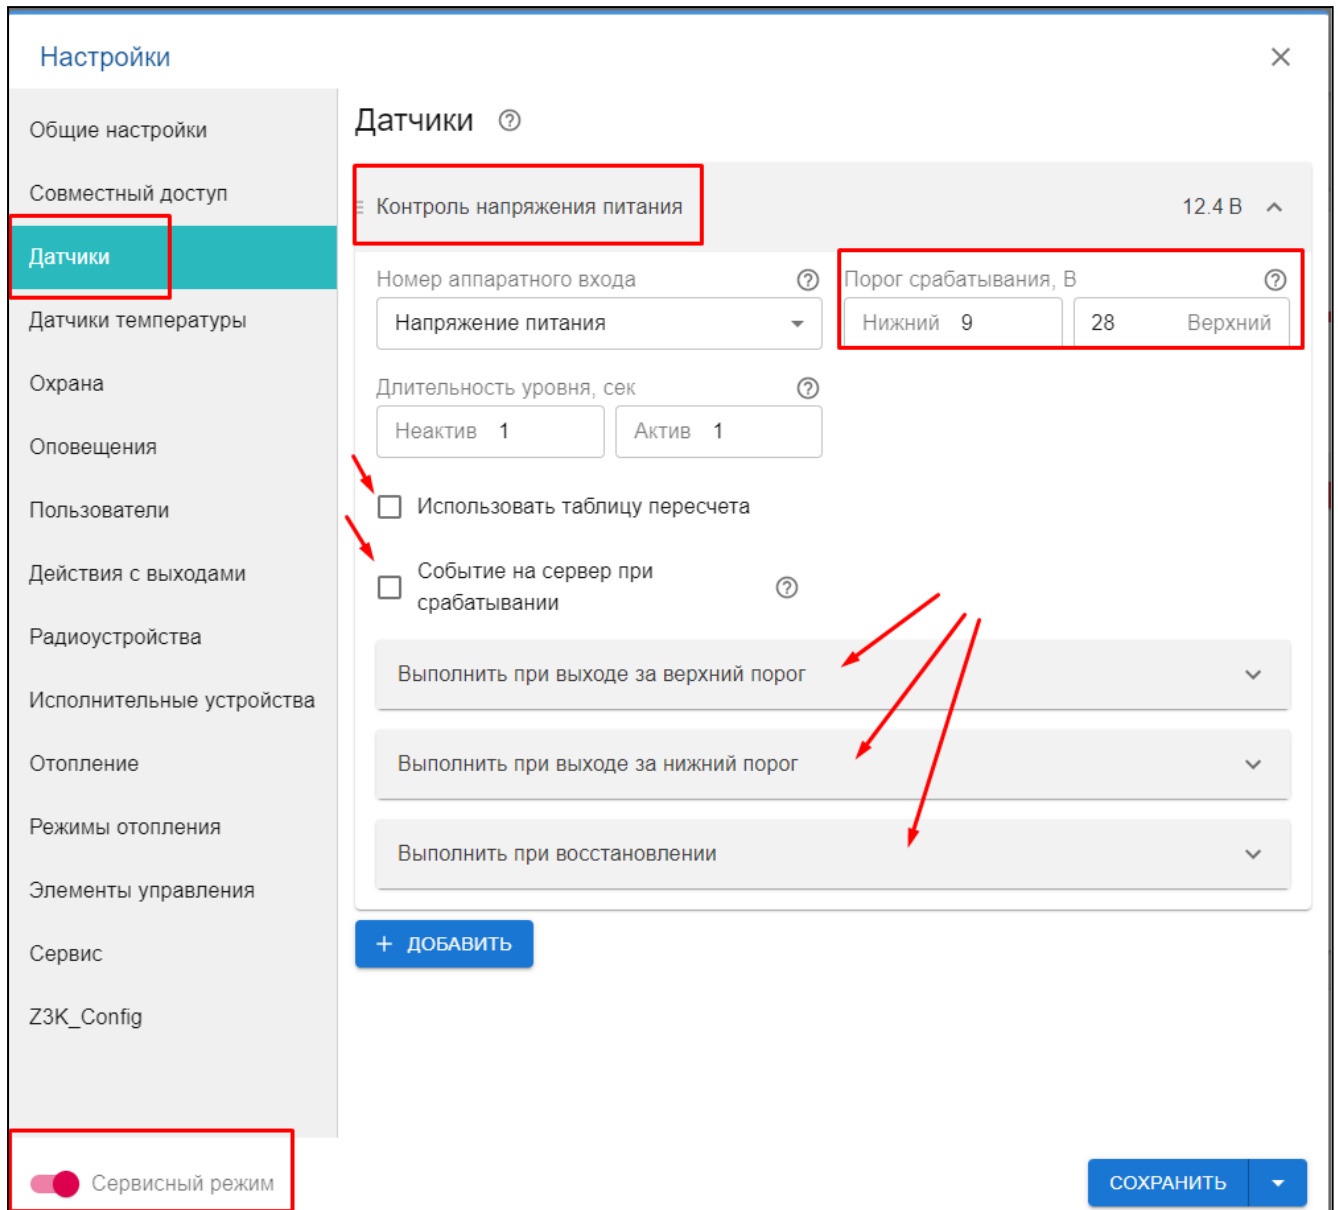 Настройки
Общие настройки
Совместный доступ
Датчики
Датчики температуры
Охрана
Оповещения
Пользователи
Действия с выходами
Радиоустройства
Исполнительные устройства
Отопление
Режимы отопления
Элементы управления
Сервис
Z3K_Config
Сервисный режим
Датчики
Контроль напряжения питания 12.4 В
Номер аппаратного входа
Напряжение питания
Порог срабатывания, В
Нижний 9 28 Верхний
Длительность уровня, сек
Неактив 1 Актив 1
Использовать таблицу пересчета
Событие на сервер при
срабатывании
Выполнить при выходе за верхний порог
Выполнить при выходе за нижний порог
Выполнить при восстановлении
+ ДОБАВИТЬ
СОХРАНИТЬ